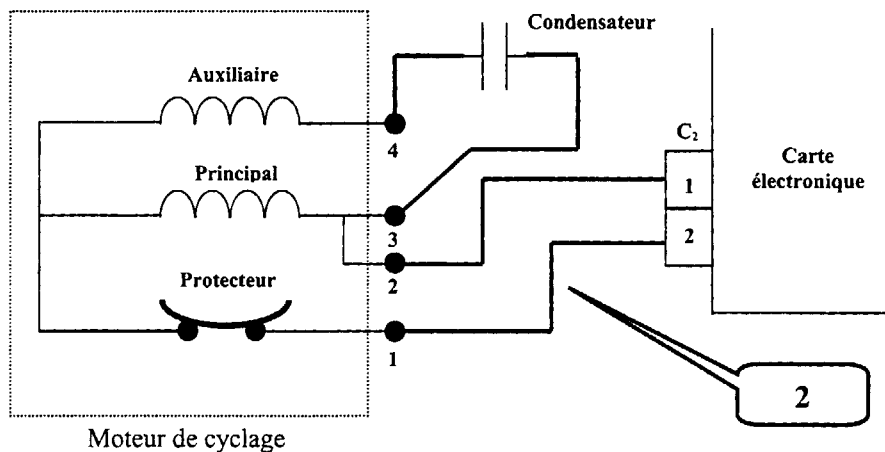 Condensateur
Auxiliaire
4
C₂
Principal
1
Carte
électronique
3
2
2
Protecteur
1
2
Moteur de cyclage